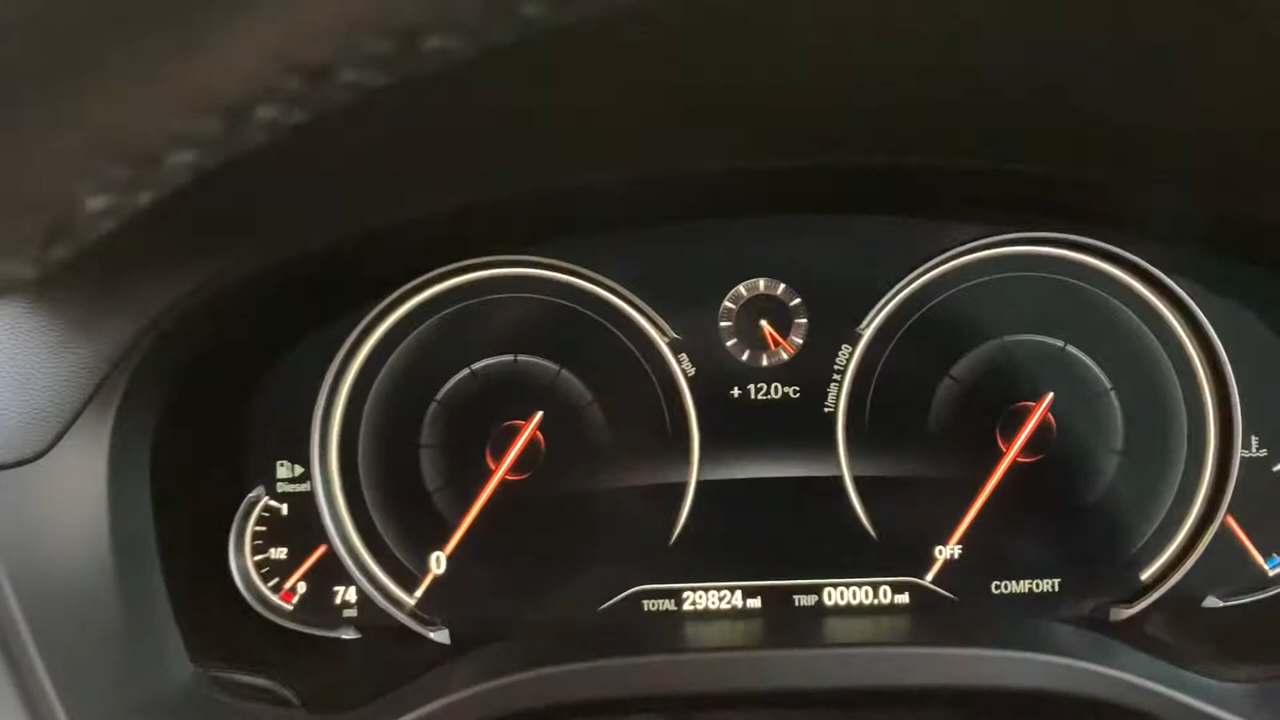 mph
1/min x 1000
+ 12.0°C
Diesel
1
1/2
0
74
mi
0
OFF
COMFORT
TOTAL 29824 mi
TRIP 0000.0 mi